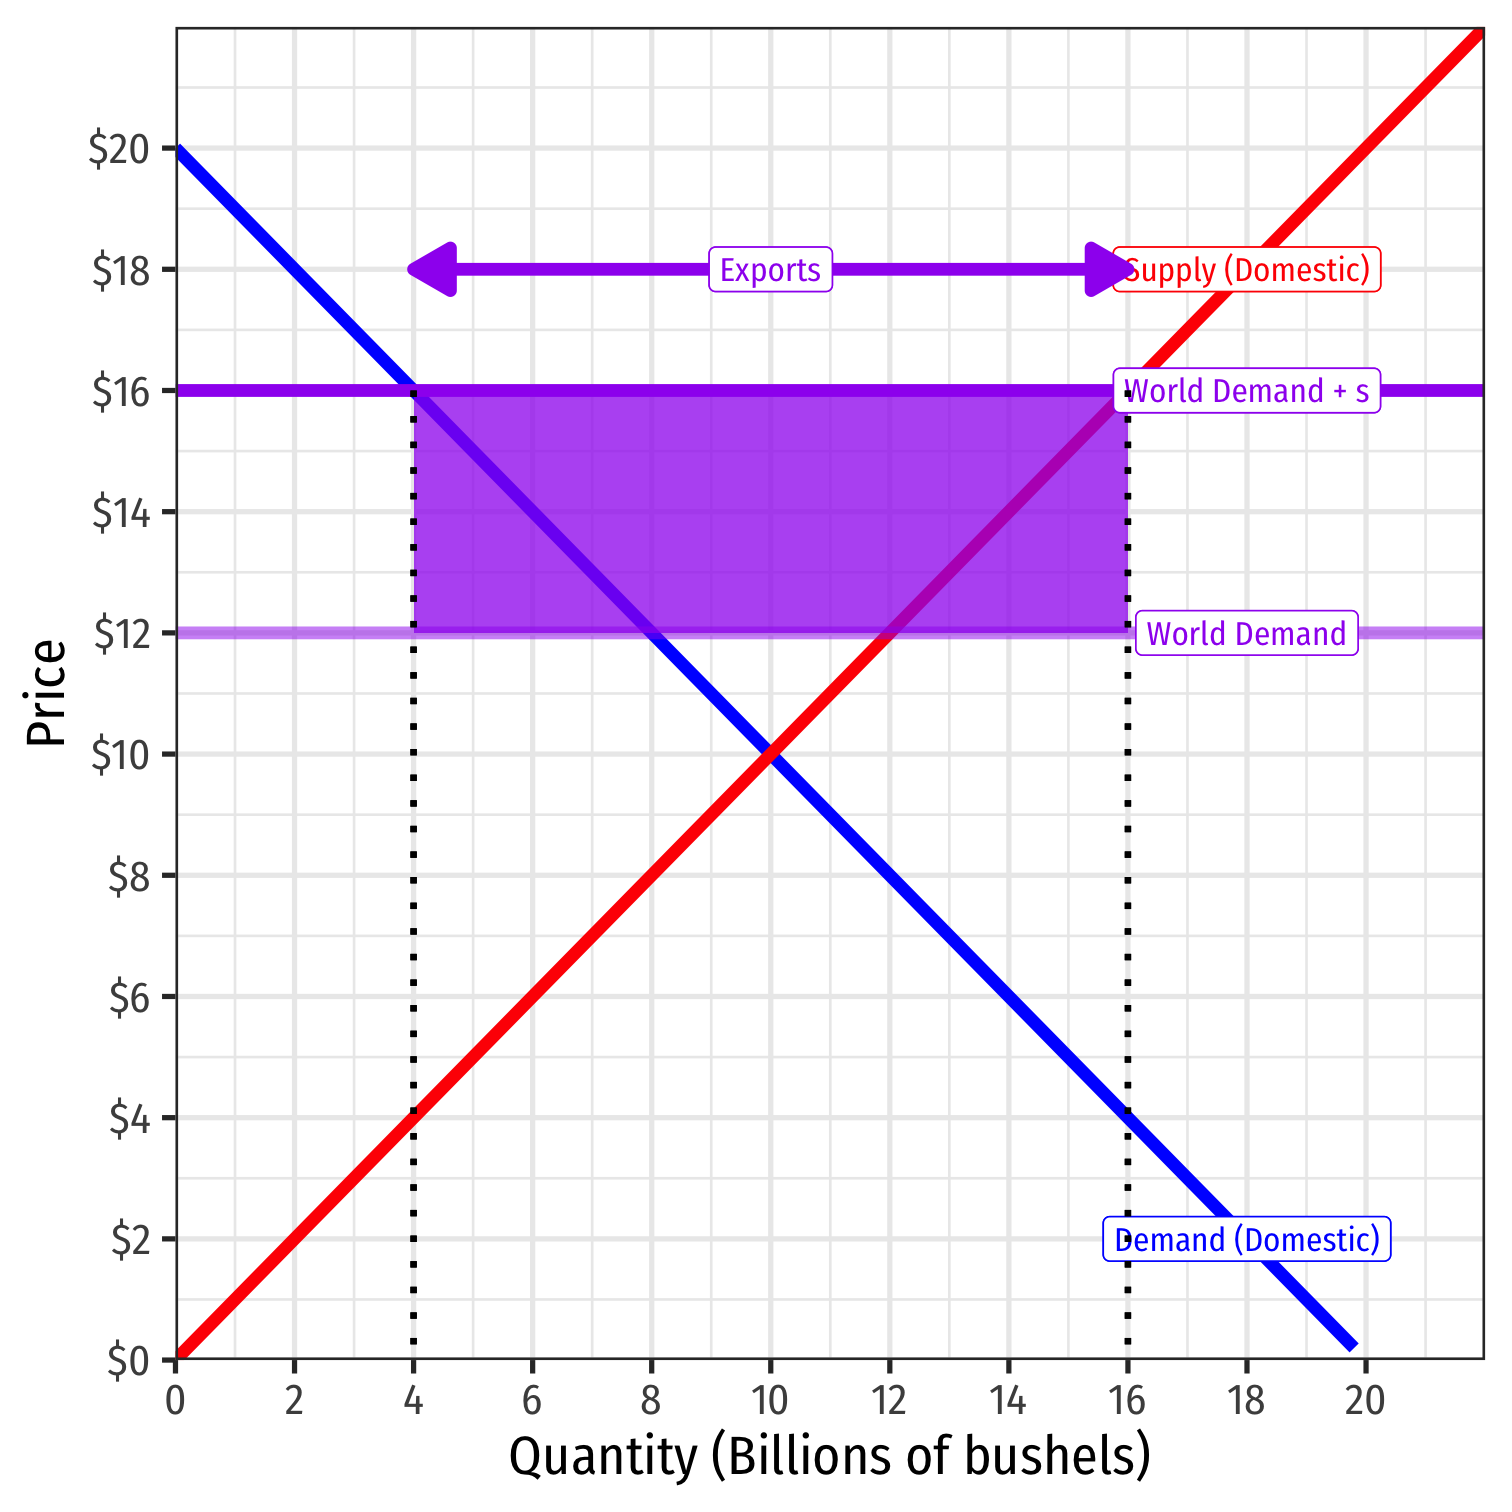 $20
$18
$16
$14
$12
$10
$8
$6
$4
$2
$0
Price
Exports
Supply (Domestic)
World Demand + s
World Demand
Demand (Domestic)
0 2 4 6 8 10 12 14 16 18 20
Quantity (Billions of bushels)